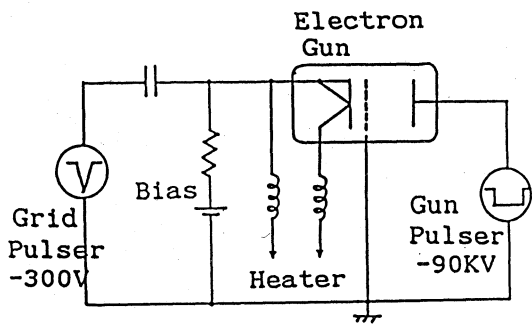 Electron
Gun
Bias
Grid
Pulser
-300V
Heater
Gun
Pulser
-90KV